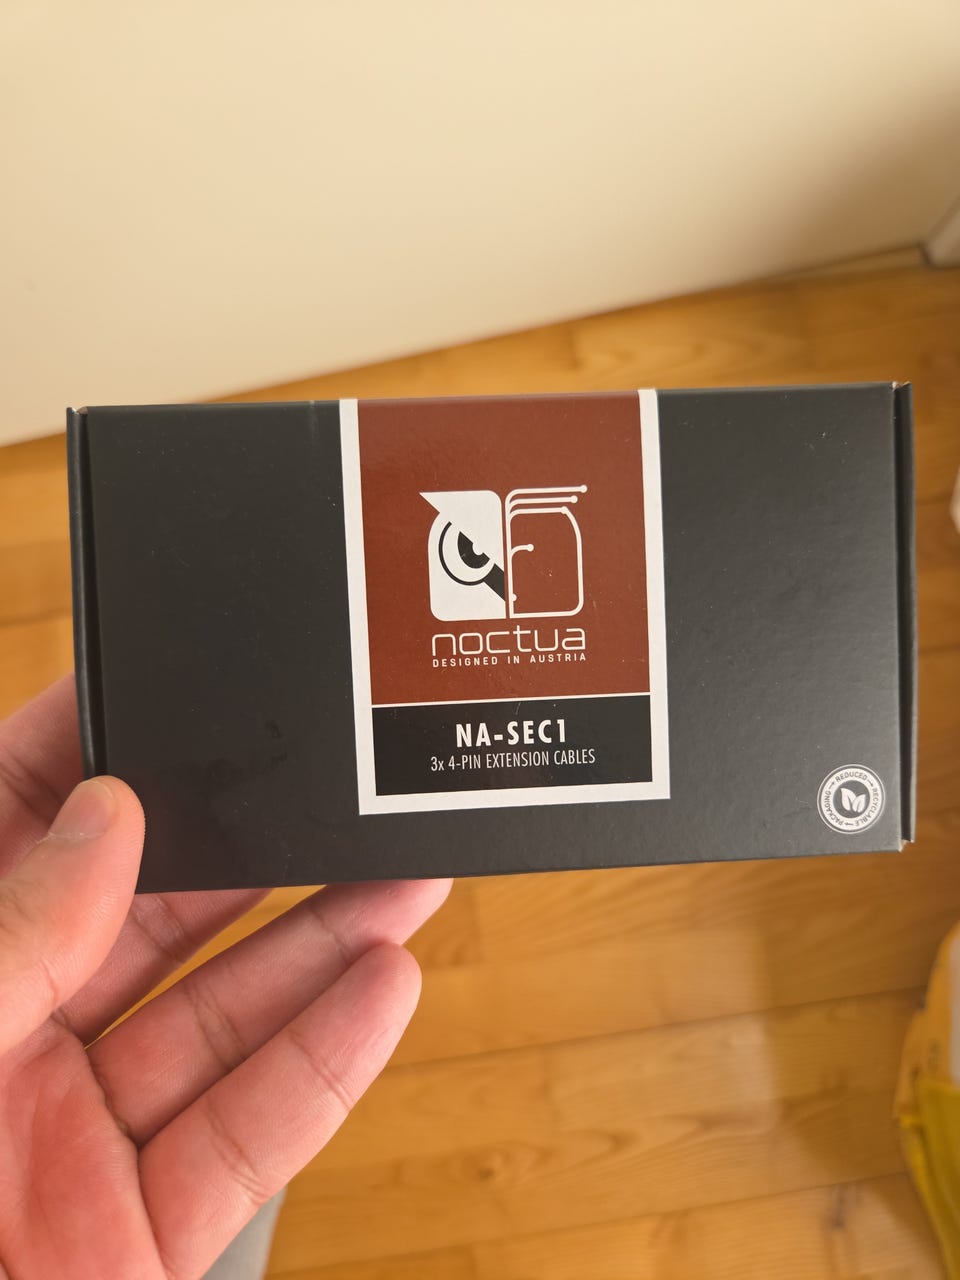 noctua
DESIGNED IN AUSTRIA
NA-SEC1
3x 4-PIN EXTENSION CABLES
REDUCED
RECYCLABLE
PACKAGING